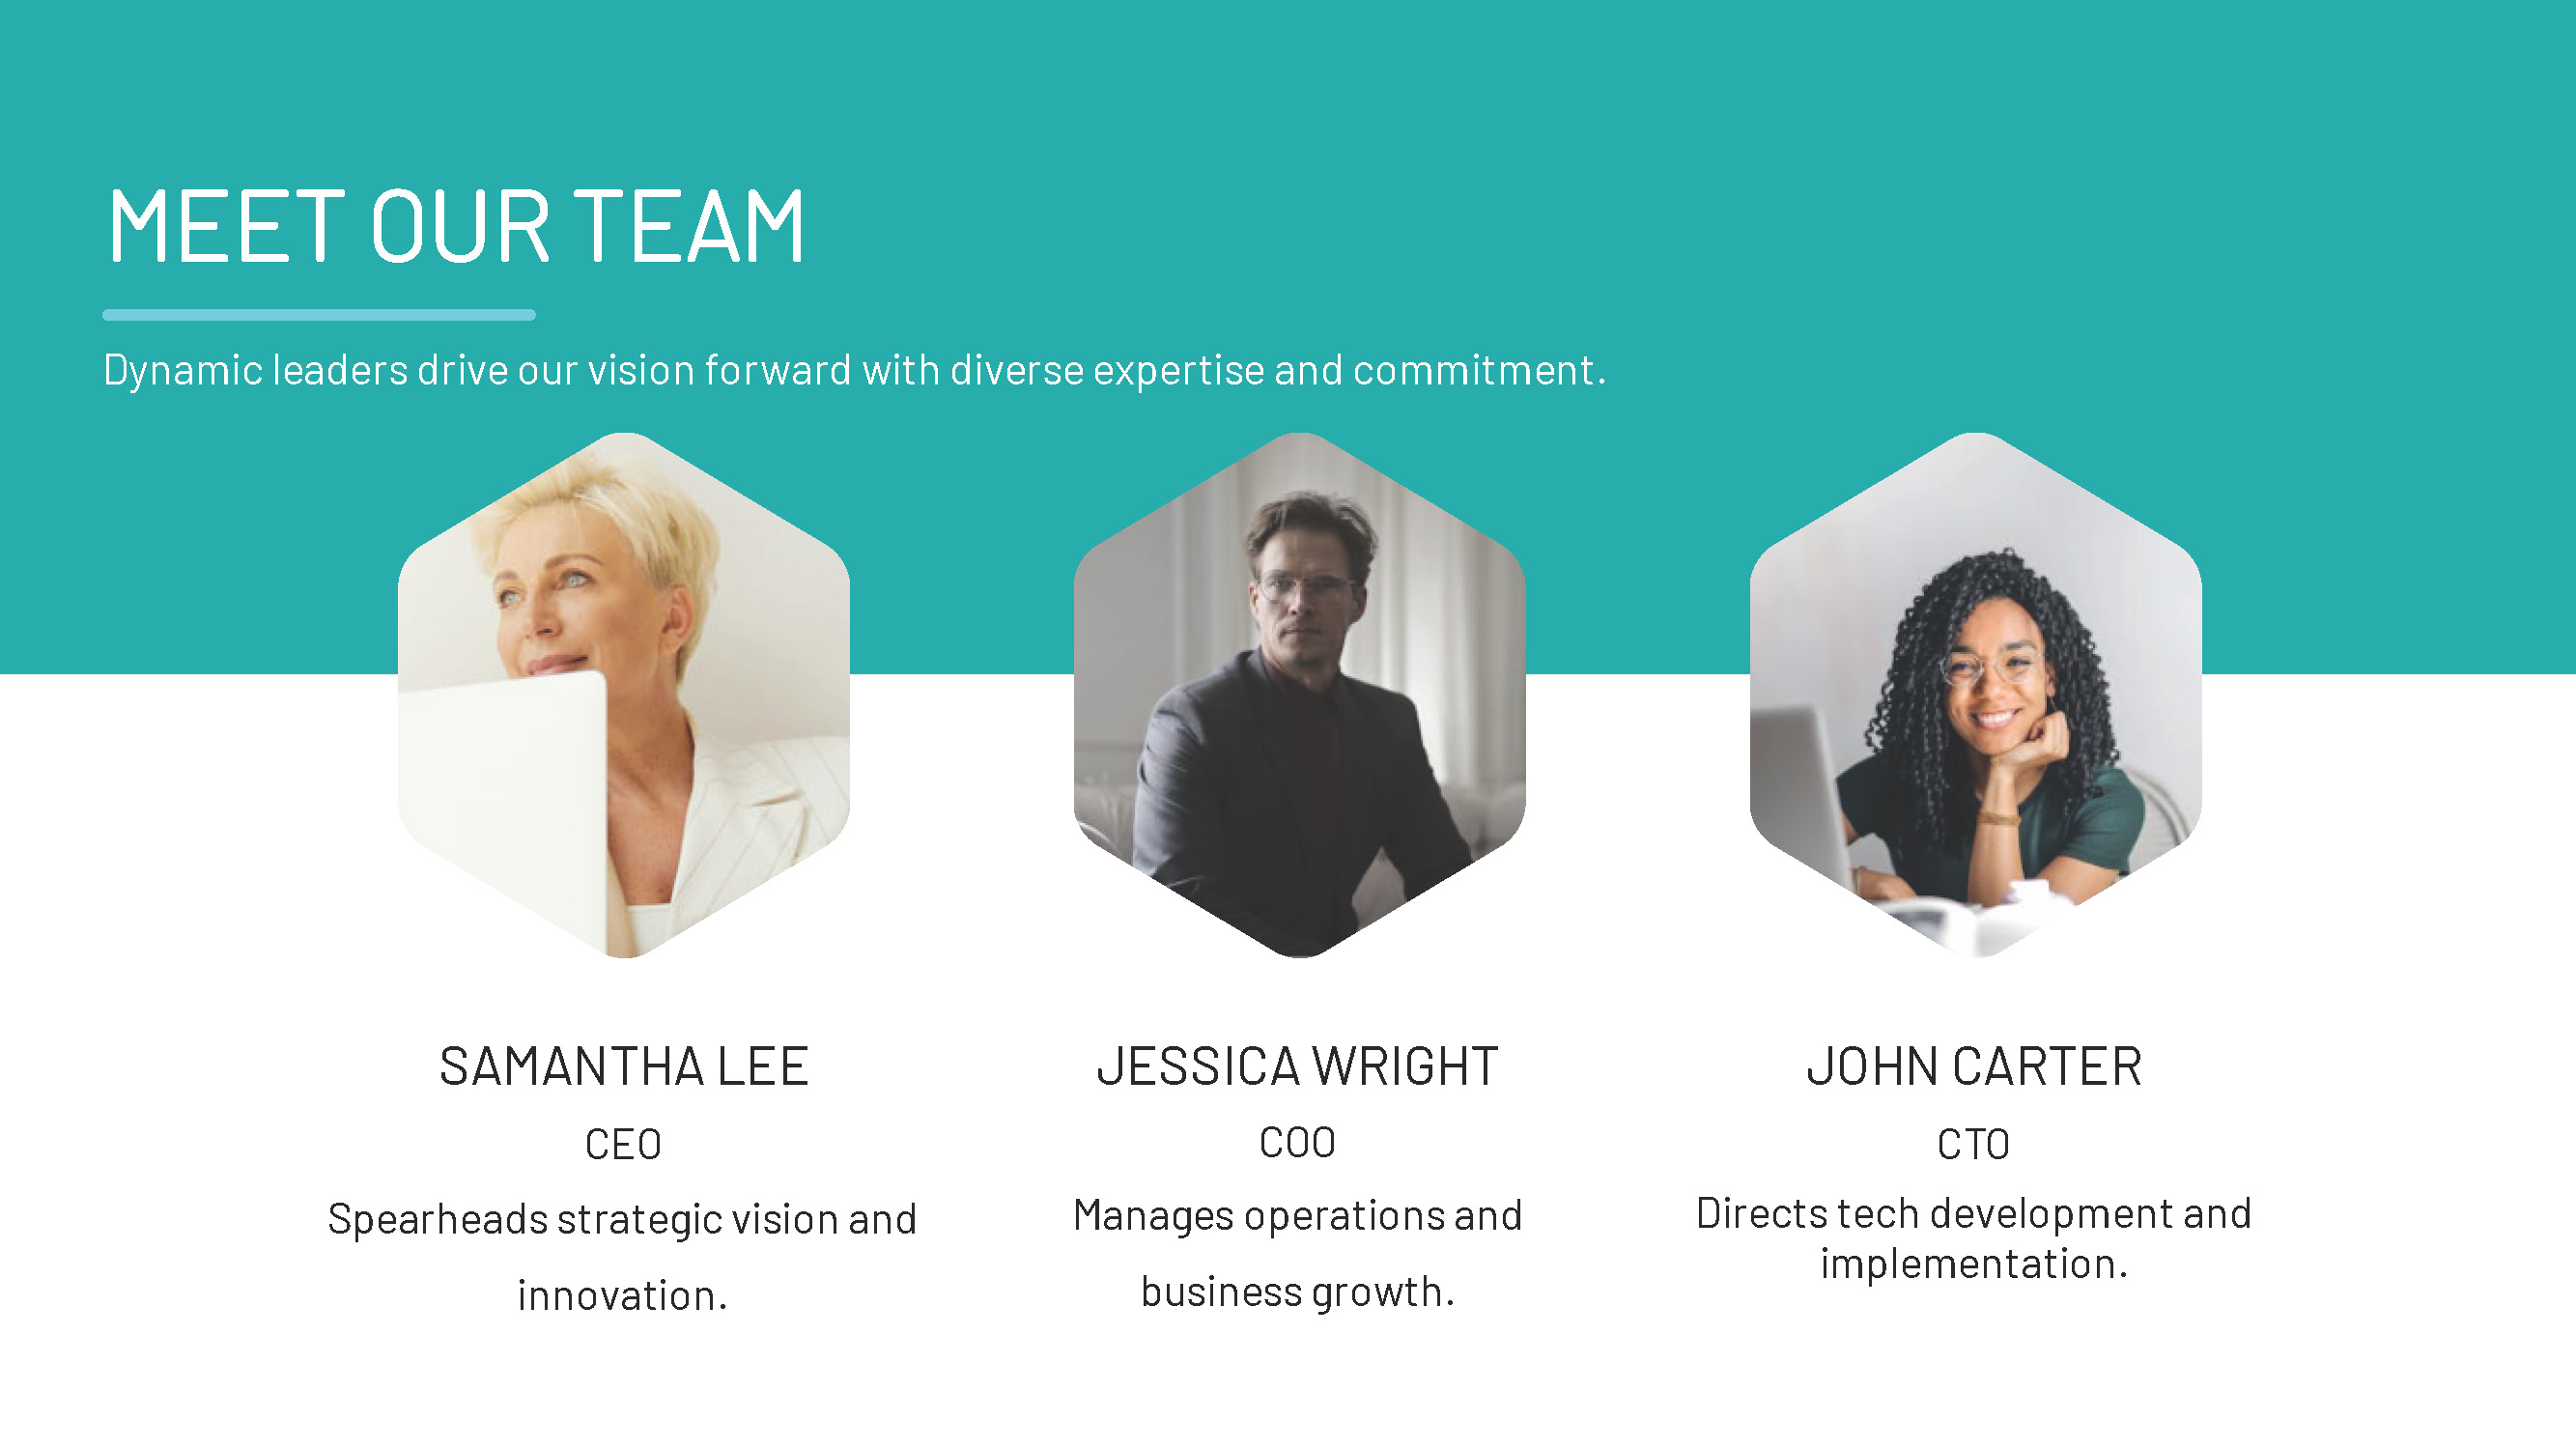 MEET OUR TEAM
Dynamic leaders drive our vision forward with diverse expertise and commitment.
SAMANTHA LEE
CEO
Spearheads strategic vision and
innovation.
JESSICA WRIGHT
COO
Manages operations and
business growth.
JOHN CARTER
CTO
Directs tech development and
implementation.